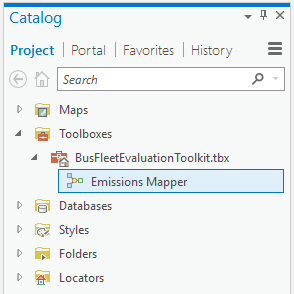 Catalog
Project | Portal | Favorites | History
Search
Maps
Toolboxes
BusFleetEvaluationToolkit.tbx
Emissions Mapper
Databases
Styles
Folders
Locators